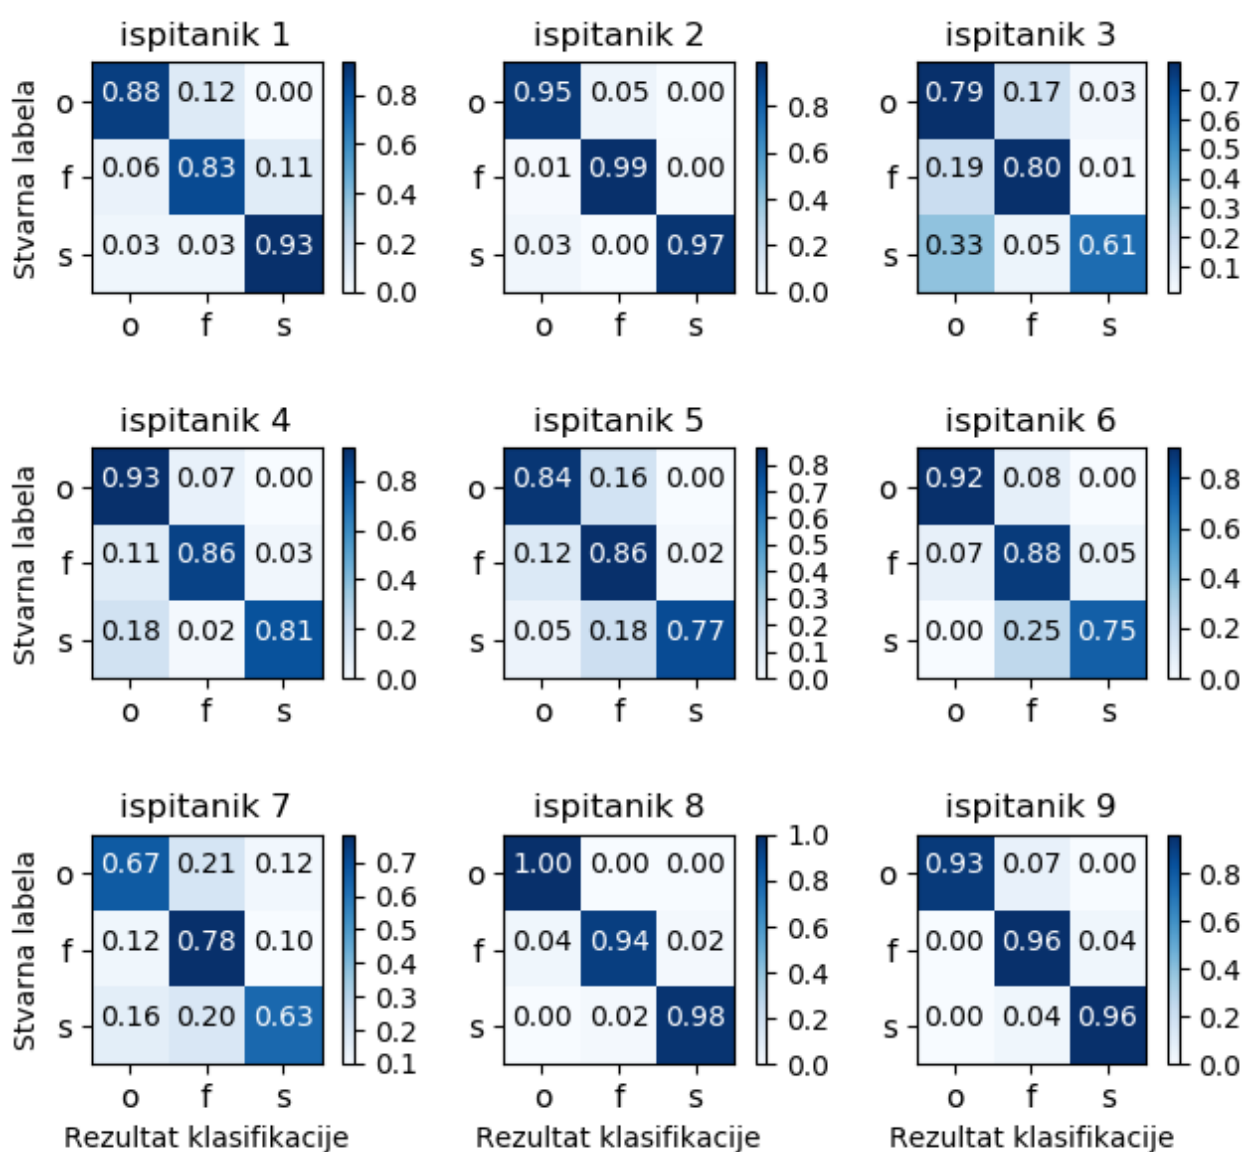 ispitanik 1 ispitanik 2 ispitanik 3
Stvarna labela
o 0.88 0.12 0.00
f 0.06 0.83 0.11
s 0.03 0.03 0.93
o f s
0.8
0.6
0.4
0.2
0.0
o 0.95 0.05 0.00
f 0.01 0.99 0.00
s 0.03 0.00 0.97
o f s
0.8
0.6
0.4
0.2
0.0
o 0.79 0.17 0.03
f 0.19 0.80 0.01
s 0.33 0.05 0.61
o f s
0.7
0.6
0.5
0.4
0.3
0.2
0.1
ispitanik 4 ispitanik 5 ispitanik 6
Stvarna labela
o 0.93 0.07 0.00
f 0.11 0.86 0.03
s 0.18 0.02 0.81
o f s
0.8
0.6
0.4
0.2
0.0
o 0.84 0.16 0.00
f 0.12 0.86 0.02
s 0.05 0.18 0.77
o f s
0.8
0.7
0.6
0.5
0.4
0.3
0.2
0.1
0.0
o 0.92 0.08 0.00
f 0.07 0.88 0.05
s 0.00 0.25 0.75
o f s
0.8
0.6
0.4
0.2
0.0
ispitanik 7 ispitanik 8 ispitanik 9
Stvarna labela
o 0.67 0.21 0.12
f 0.12 0.78 0.10
s 0.16 0.20 0.63
o f s
Rezultat klasifikacije
0.7
0.6
0.5
0.4
0.3
0.2
0.1
o 1.00 0.00 0.00
f 0.04 0.94 0.02
s 0.00 0.02 0.98
o f s
Rezultat klasifikacije
1.0
0.8
0.6
0.4
0.2
0.0
o 0.93 0.07 0.00
f 0.00 0.96 0.04
s 0.00 0.04 0.96
o f s
Rezultat klasifikacije
0.8
0.6
0.4
0.2
0.0